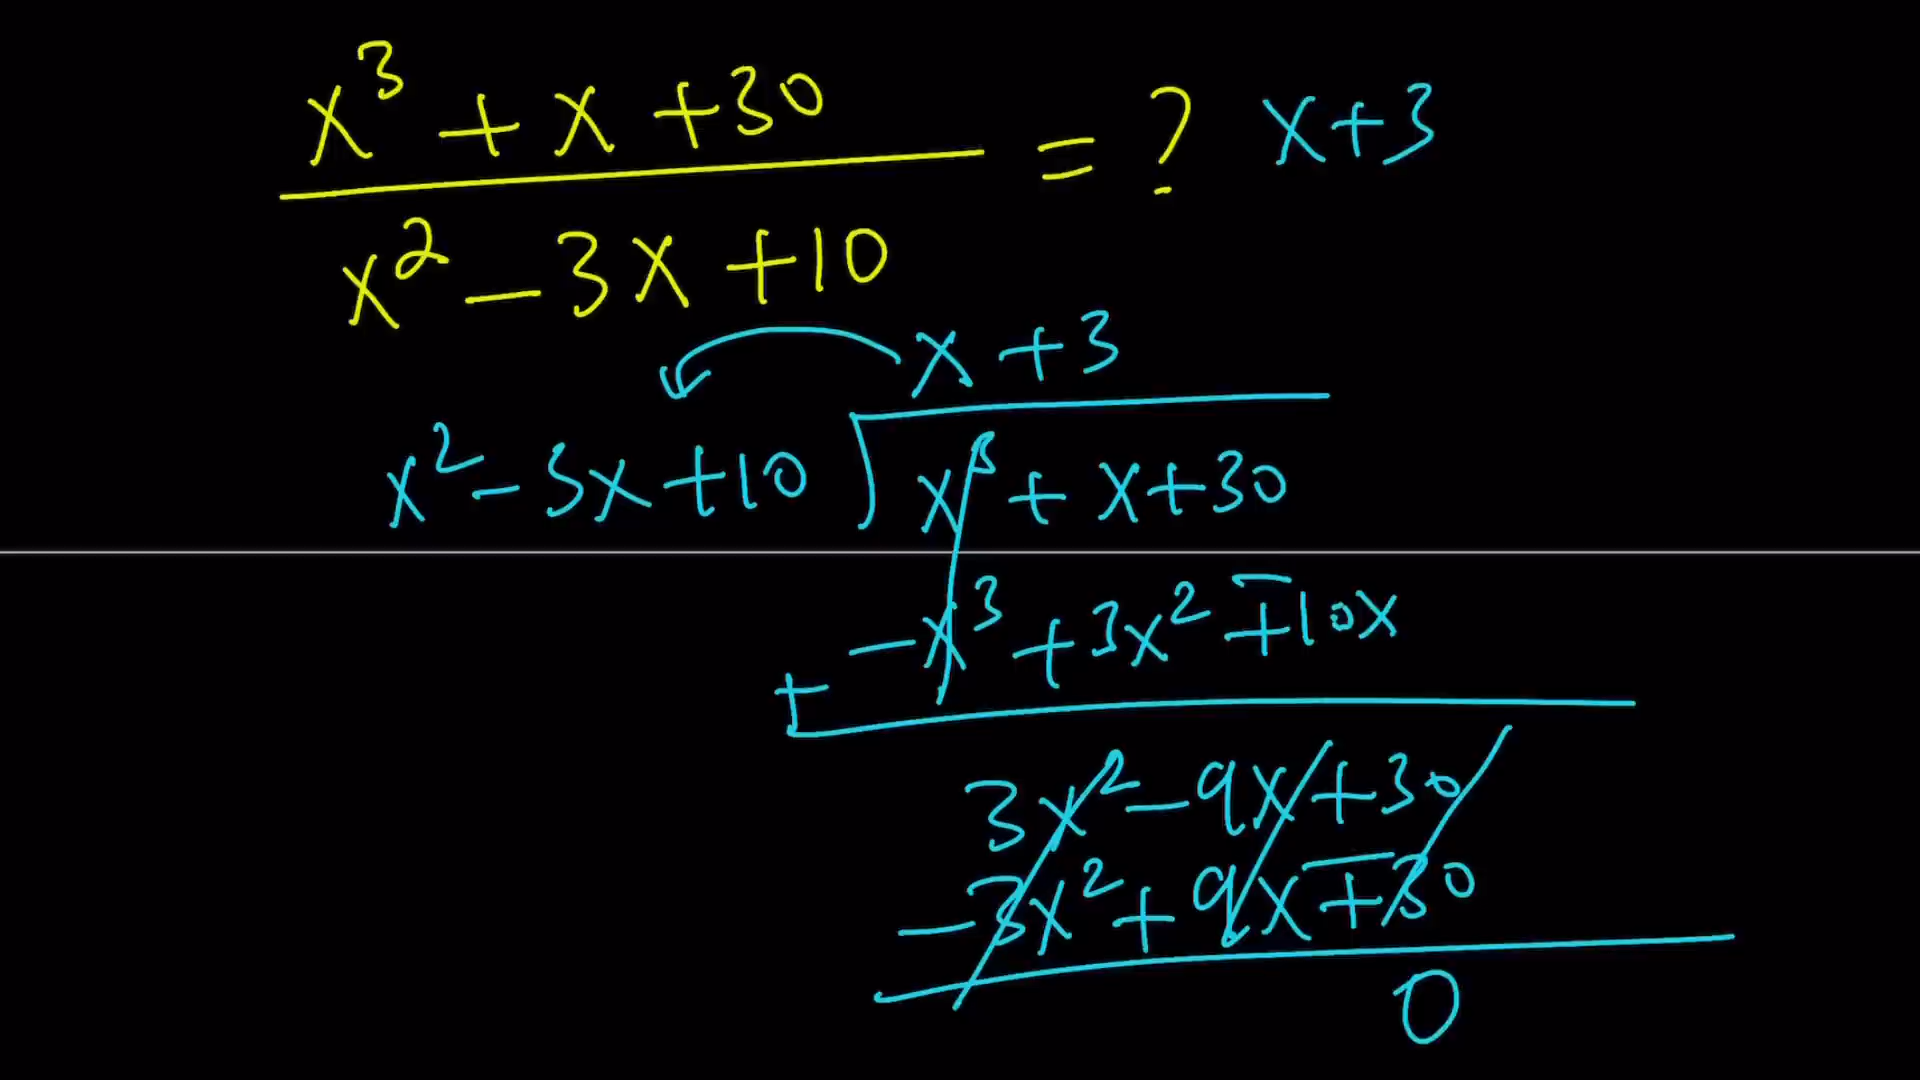 x³ + x + 30 / x² − 3x + 10 = ? x + 3
x + 3
x² − 3x + 10 ⟌ x³ + x + 30
−x³ + 3x² ∓ 10x
+
3x² − 9x + 30
−3x² + 9x ∓ 30
0